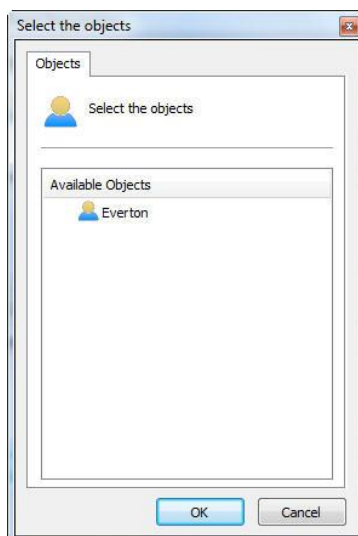 Select the objects
Objects
Select the objects
Available Objects
Everton
OK
Cancel